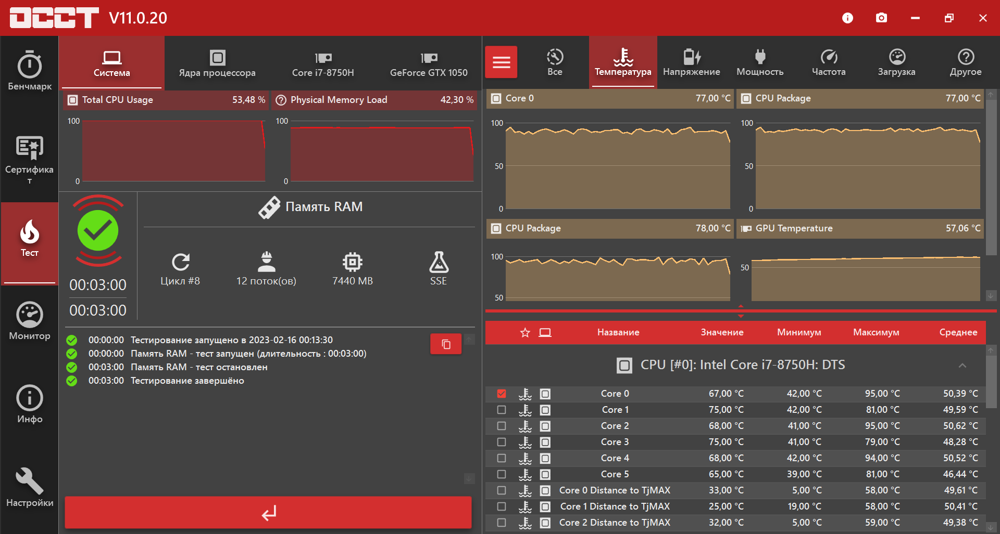 OCCT V11.0.20
Бенчмарк
Сертифика
т
Тест
Монитор
Инфо
Настройки
Система
Ядра процессора
Core i7-8750H
GeForce GTX 1050
Total CPU Usage 53,48 %
Physical Memory Load 42,30 %
100
0
100
0
Память RAM
Цикл #8
12 поток(ов)
7440 MB
SSE
00:03:00
00:03:00
00:00:00 Тестирование запущено в 2023-02-16 00:13:30
00:00:00 Память RAM - тест запущен (длительность : 00:03:00)
00:03:00 Память RAM - тест остановлен
00:03:00 Тестирование завершёно
Все
Температура
Напряжение
Мощность
Частота
Загрузка
Другое
Core 0 77,00 °C
100
50
0
CPU Package 77,00 °C
100
50
0
CPU Package 78,00 °C
100
50
GPU Temperature 57,06 °C
50
Название Значение Минимум Максимум Среднее
CPU [#0]: Intel Core i7-8750H: DTS
Core 0 67,00 °C 42,00 °C 95,00 °C 50,39 °C
Core 1 75,00 °C 42,00 °C 81,00 °C 49,59 °C
Core 2 68,00 °C 41,00 °C 95,00 °C 50,62 °C
Core 3 75,00 °C 41,00 °C 79,00 °C 48,28 °C
Core 4 68,00 °C 42,00 °C 94,00 °C 50,52 °C
Core 5 65,00 °C 39,00 °C 81,00 °C 46,44 °C
Core 0 Distance to TjMAX 33,00 °C 5,00 °C 58,00 °C 49,61 °C
Core 1 Distance to TjMAX 25,00 °C 19,00 °C 58,00 °C 50,41 °C
Core 2 Distance to TjMAX 32,00 °C 5,00 °C 59,00 °C 49,38 °C